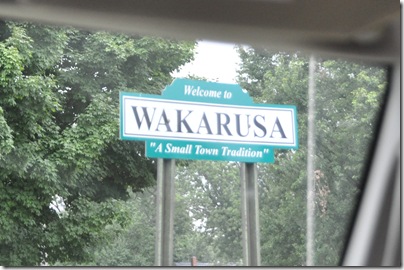 Welcome to
WAKARUSA
"A Small Town Tradition"